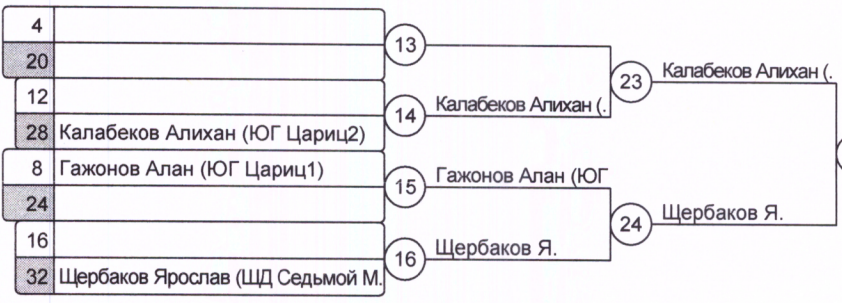 4
20
13
12
28 Калабеков Алихан (ЮГ Цариц2)
14
Калабеков Алихан (.
23
Калабеков Алихан (.
8 Гажонов Алан (ЮГ Цариц1)
24
15
Гажонов Алан (ЮГ
16
32 Щербаков Ярослав (ШД Седьмой М.
16
Щербаков Я.
24
Щербаков Я.